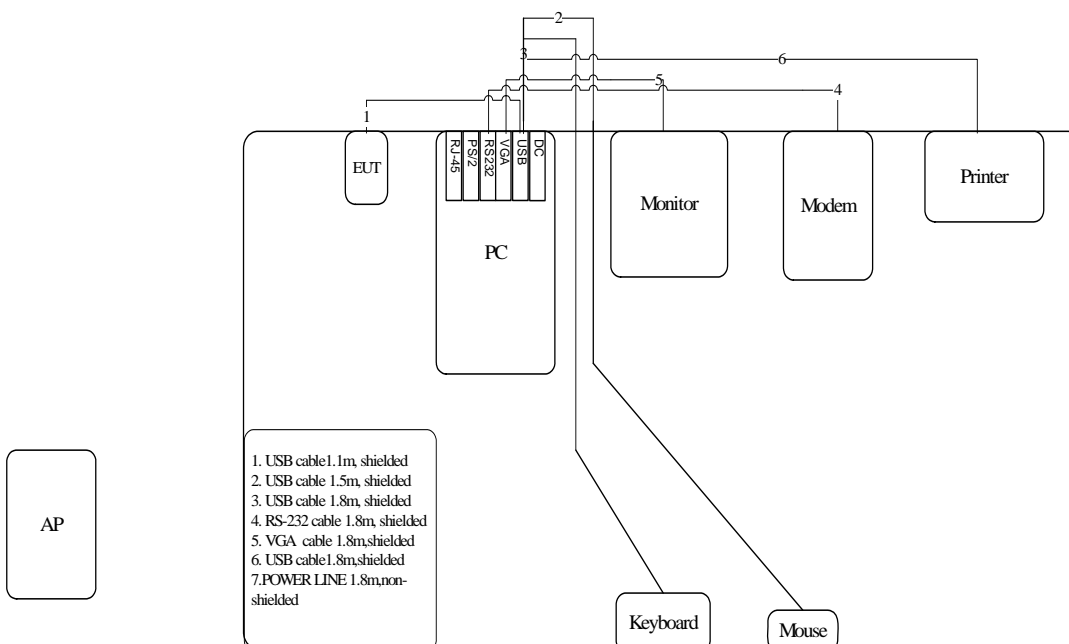 2
3
6
5
4
1
EUT
RJ-45
PS/2
RS232
VGA
USB
DC
PC
Monitor
Modem
Printer
1. USB cable1.1m, shielded
2. USB cable 1.5m, shielded
3. USB cable 1.8m, shielded
4. RS-232 cable 1.8m, shielded
5. VGA cable 1.8m,shielded
6. USB cable1.8m,shielded
7.POWER LINE 1.8m,non-
shielded
AP
Keyboard
Mouse